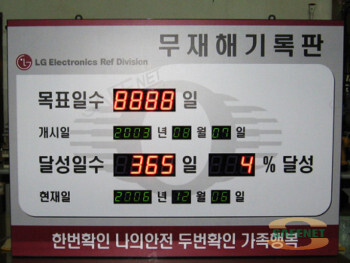 무재해기록판
LG Electronics Ref Division
목표일수 8888 일
개시일 2003 년 08 월 07 일
달성일수 365 일 4 % 달성
현재일 2006 년 12 월 06 일
한번확인 나의안전 두번확인 가족행복
SAFENET